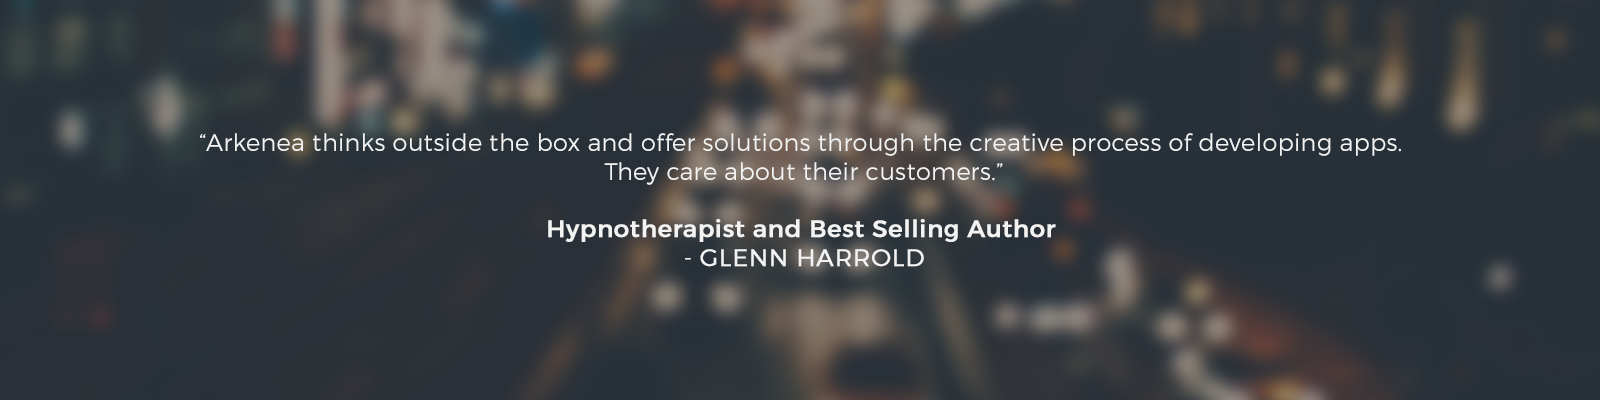 “Arkenea thinks outside the box and offer solutions through the creative process of developing apps.
They care about their customers.”
Hypnotherapist and Best Selling Author
- GLENN HARROLD